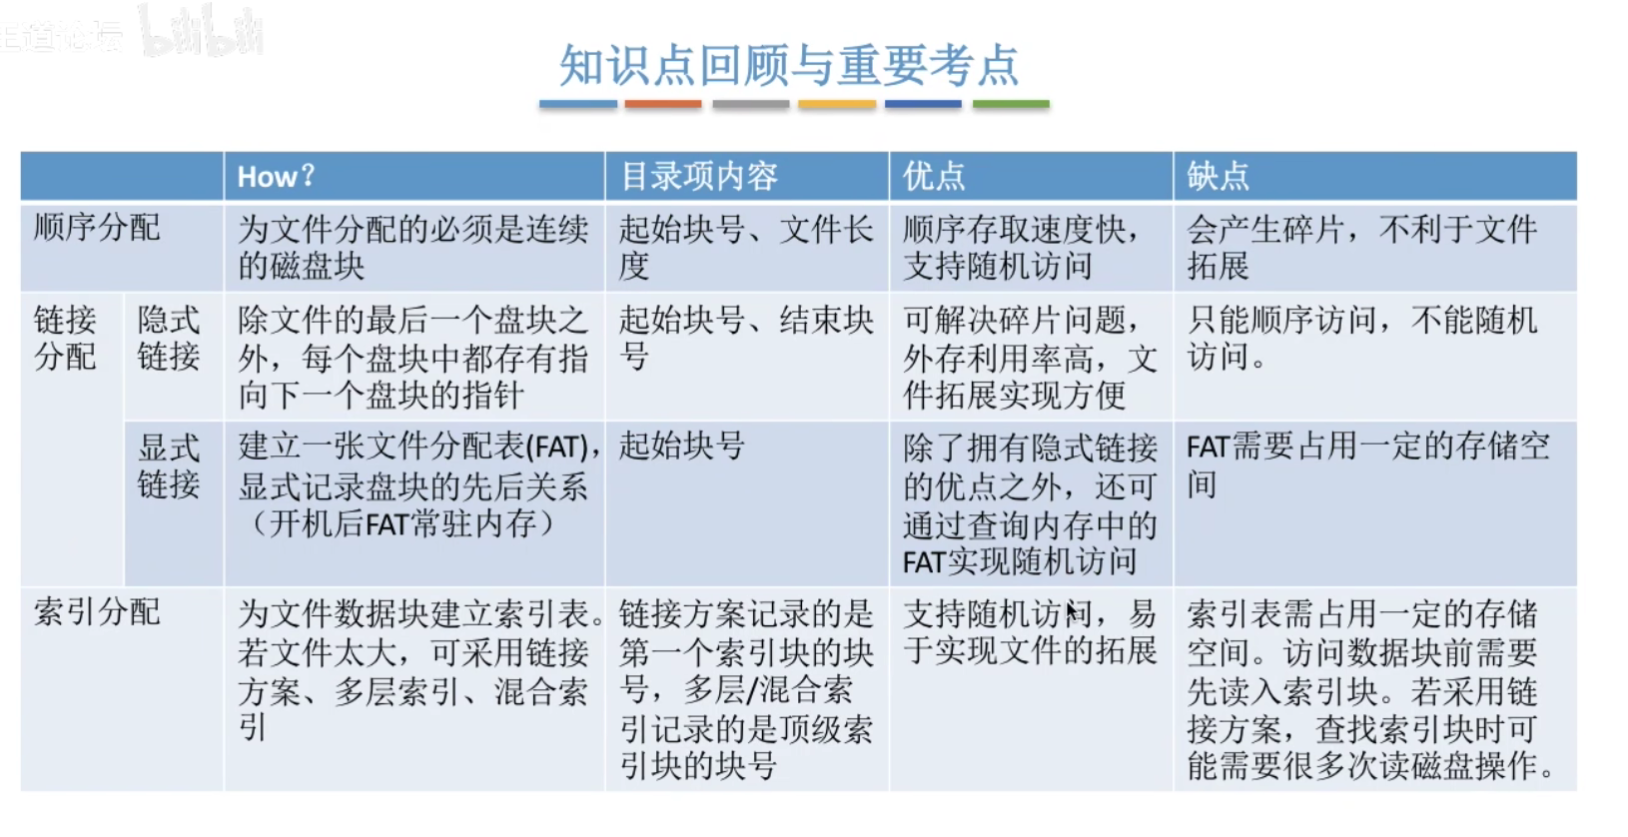 王道论坛 bilibili
知识点回顾与重要考点
How？
目录项内容
优点
缺点
顺序分配
为文件分配的必须是连续
的磁盘块
起始块号、文件长
度
顺序存取速度快，
支持随机访问
会产生碎片，不利于文件
拓展
链接
分配
隐式
链接
除文件的最后一个盘块之
外，每个盘块中都存有指
向下一个盘块的指针
起始块号、结束块
号
可解决碎片问题，
外存利用率高，文
件拓展实现方便
只能顺序访问，不能随机
访问。
显式
链接
建立一张文件分配表(FAT)，
显式记录盘块的先后关系
（开机后FAT常驻内存）
起始块号
除了拥有隐式链接
的优点之外，还可
通过查询内存中的
FAT实现随机访问
FAT需要占用一定的存储空
间
索引分配
为文件数据块建立索引表。
若文件太大，可采用链接
方案、多层索引、混合索
引
链接方案记录的是
第一个索引块的块
号，多层/混合索
引记录的是顶级索
引块的块号
支持随机访问，易
于实现文件的拓展
索引表需占用一定的存储
空间。访问数据块前需要
先读入索引块。若采用链
接方案，查找索引块时可
能需要很多次读磁盘操作。